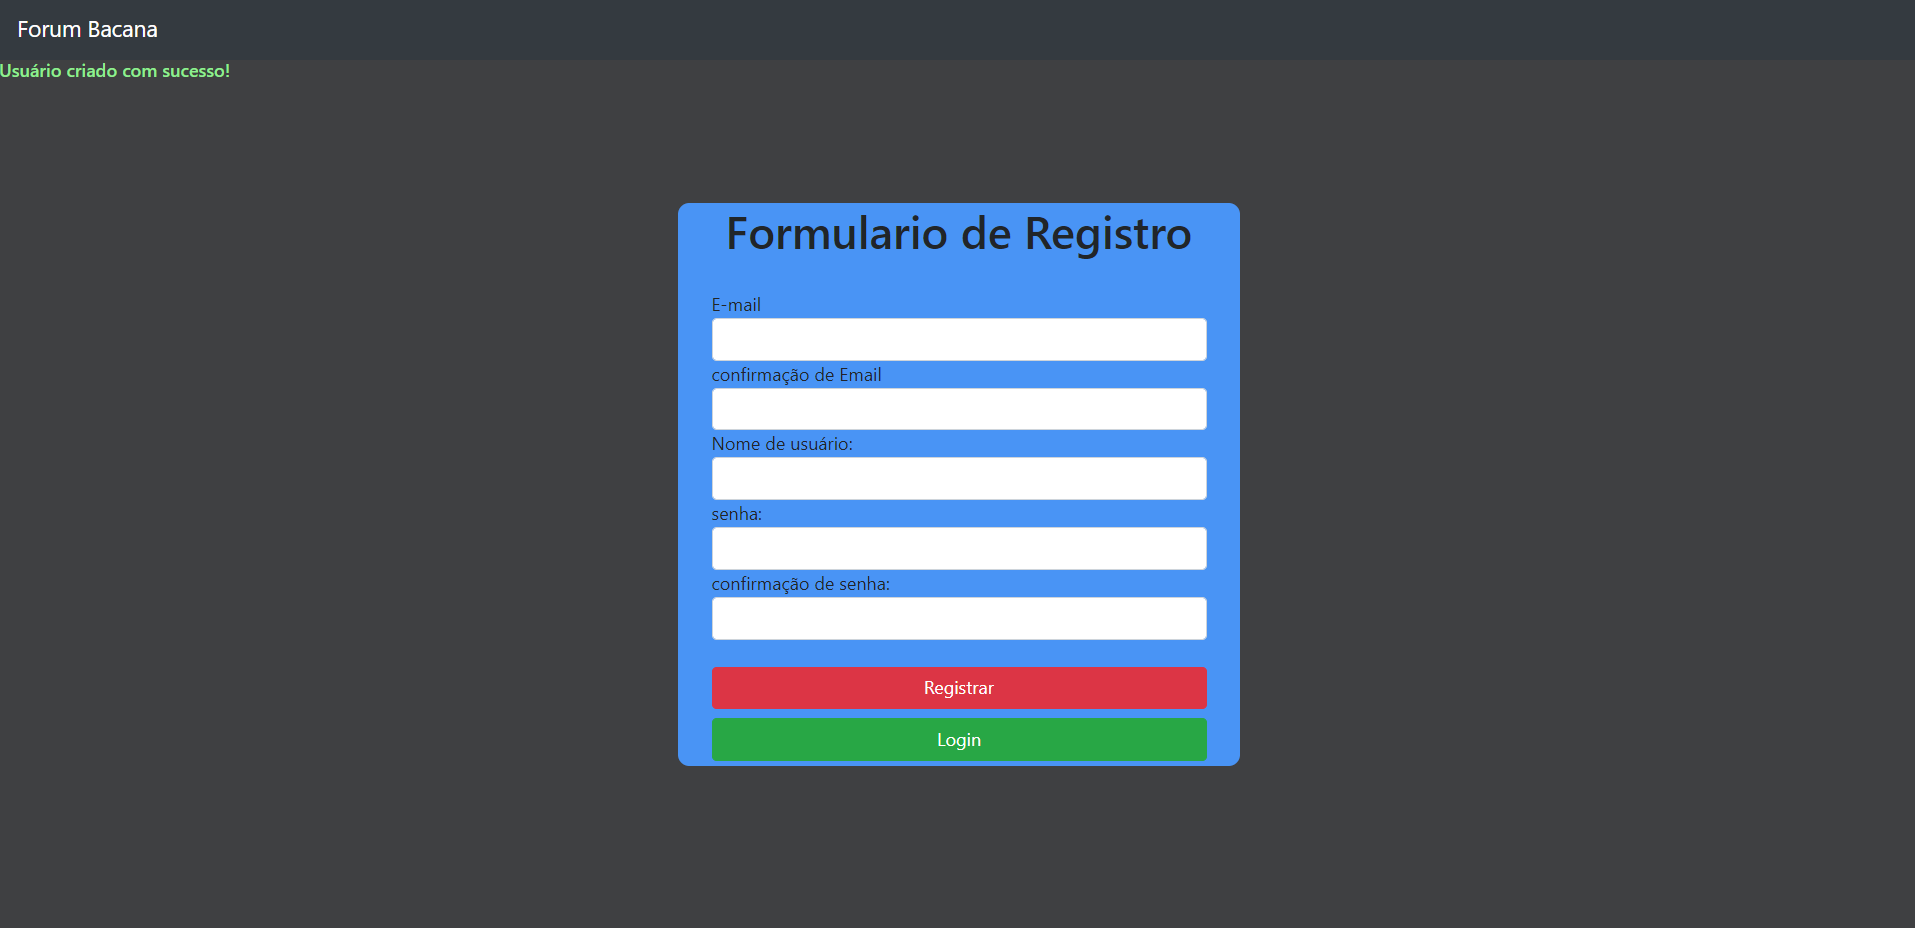 Forum Bacana
Usuário criado com sucesso!
Formulario de Registro
E-mail
confirmação de Email
Nome de usuário:
senha:
confirmação de senha:
Registrar
Login